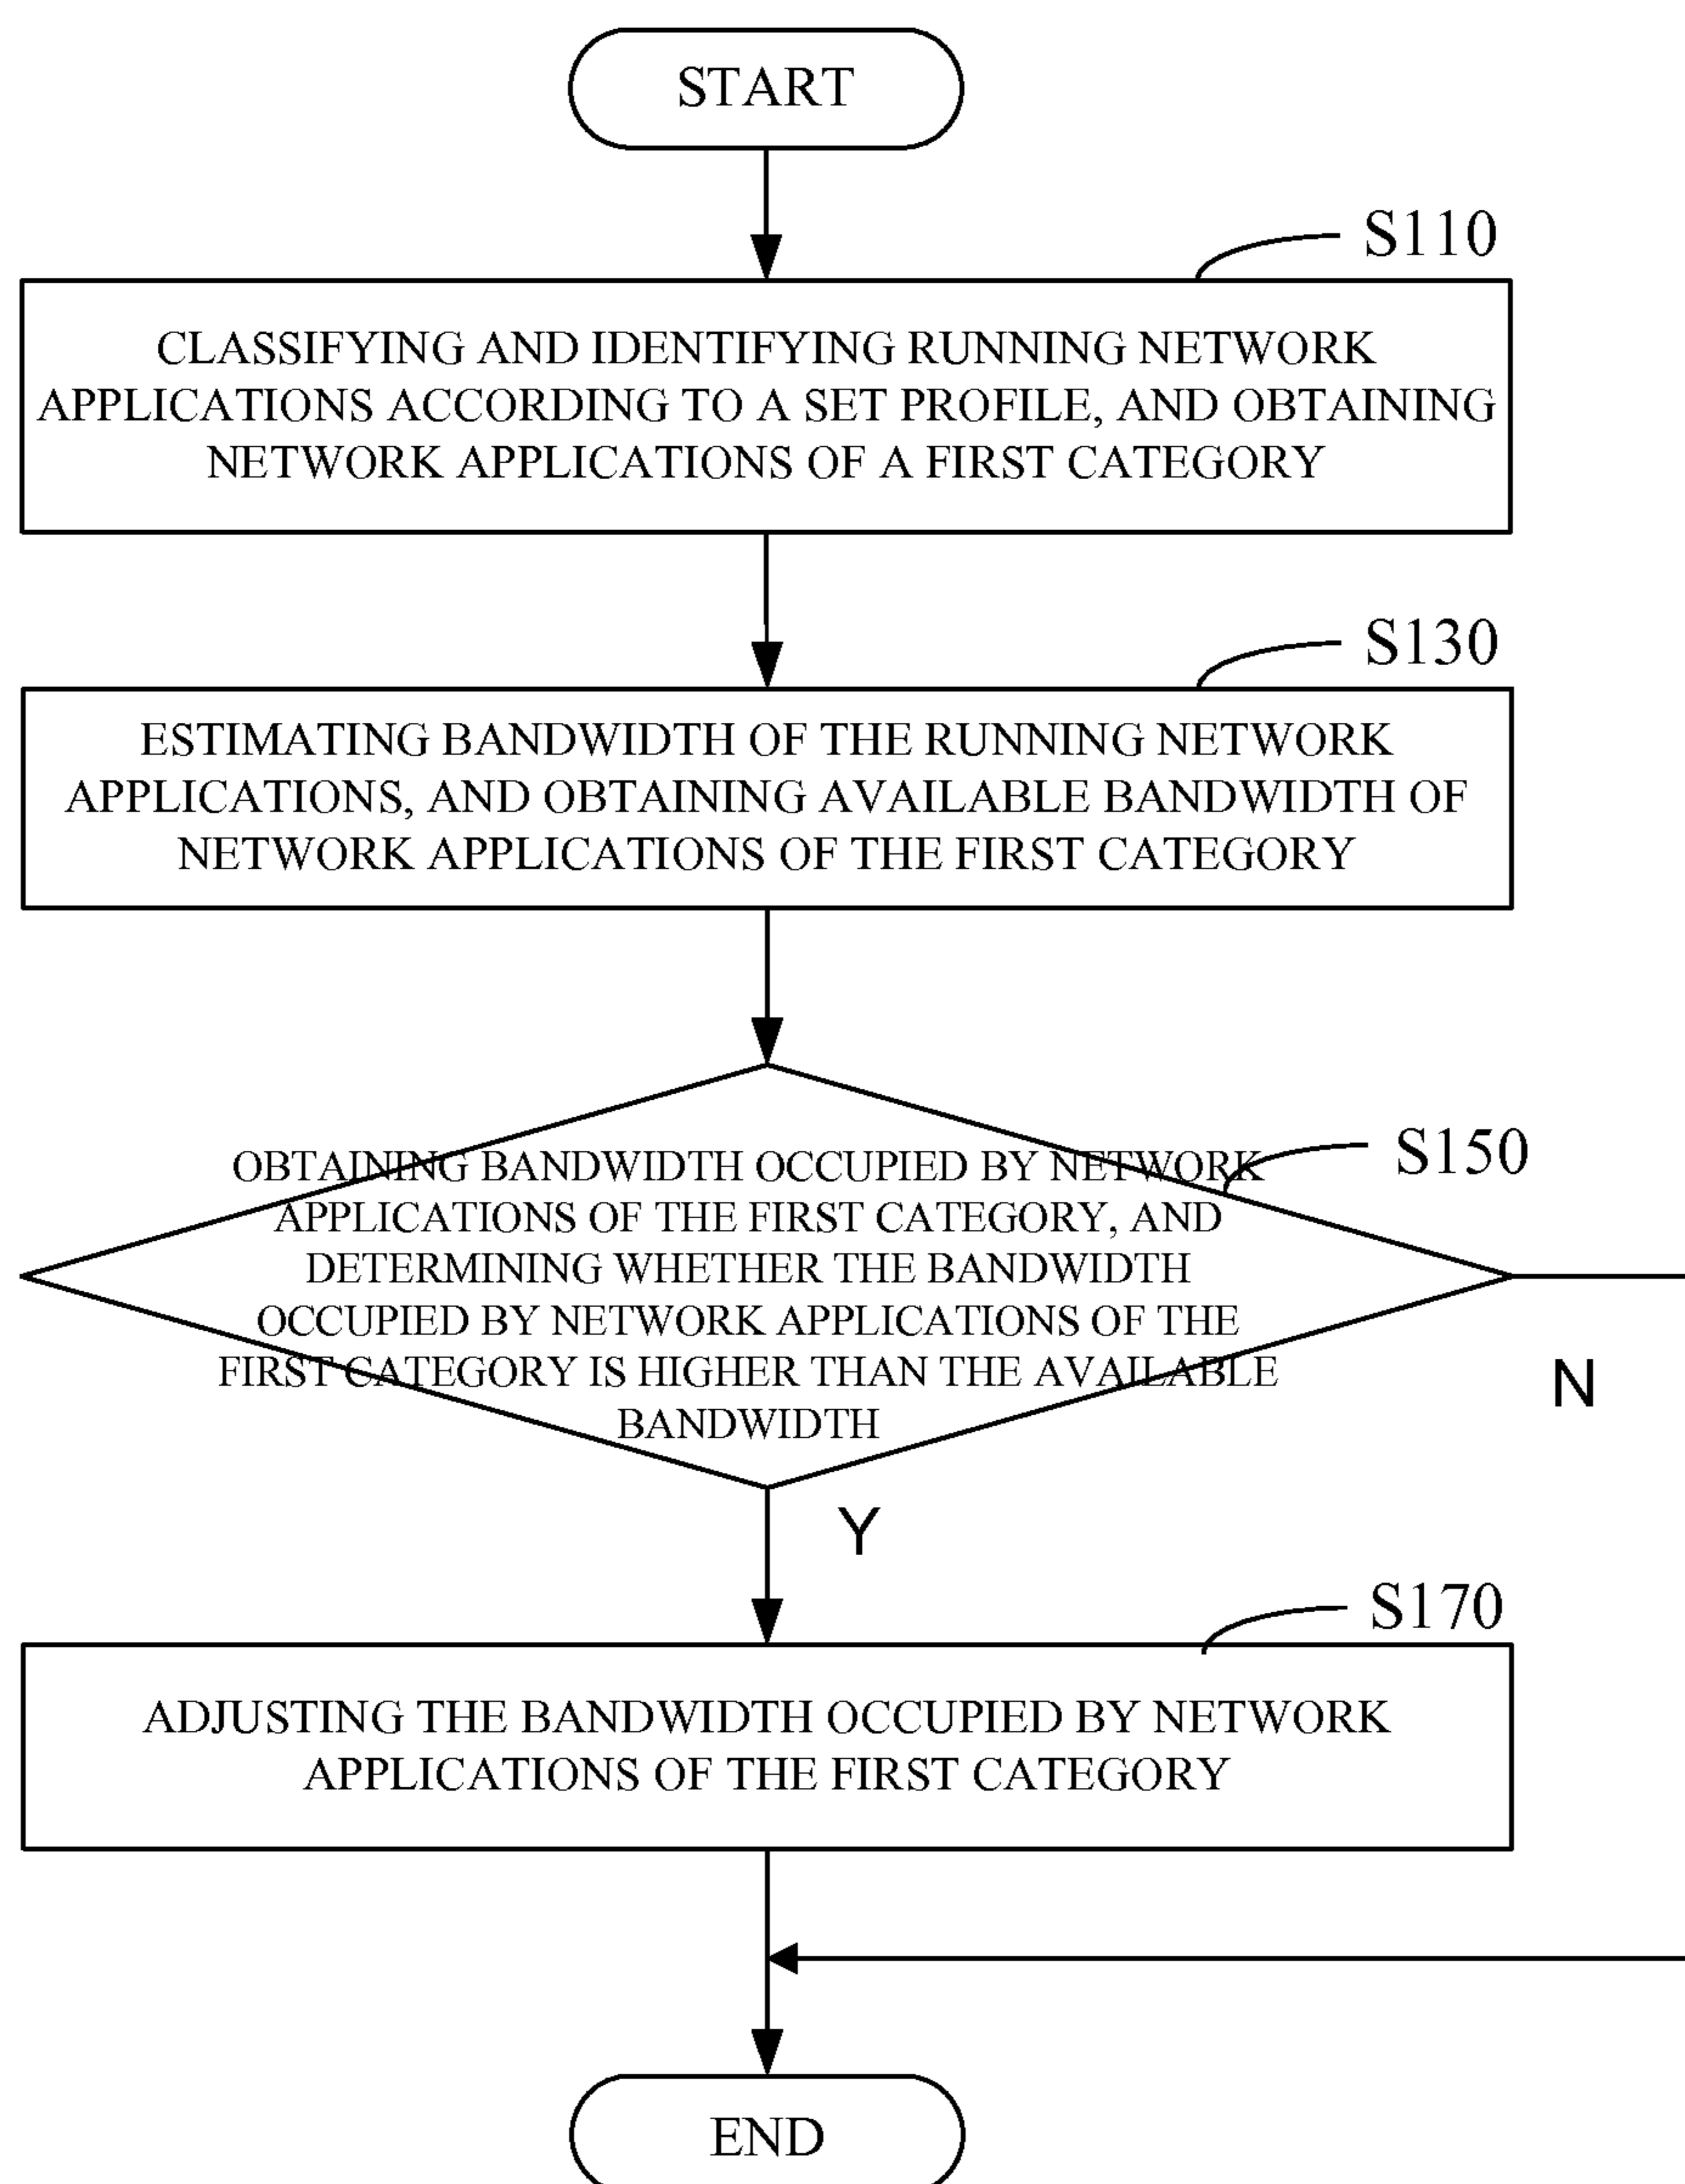 START
S110
CLASSIFYING AND IDENTIFYING RUNNING NETWORK
APPLICATIONS ACCORDING TO A SET PROFILE, AND OBTAINING
NETWORK APPLICATIONS OF A FIRST CATEGORY
S130
ESTIMATING BANDWIDTH OF THE RUNNING NETWORK
APPLICATIONS, AND OBTAINING AVAILABLE BANDWIDTH OF
NETWORK APPLICATIONS OF THE FIRST CATEGORY
S150
OBTAINING BANDWIDTH OCCUPIED BY NETWORK
APPLICATIONS OF THE FIRST CATEGORY, AND
DETERMINING WHETHER THE BANDWIDTH
OCCUPIED BY NETWORK APPLICATIONS OF THE
FIRST CATEGORY IS HIGHER THAN THE AVAILABLE
BANDWIDTH
N
Y
S170
ADJUSTING THE BANDWIDTH OCCUPIED BY NETWORK
APPLICATIONS OF THE FIRST CATEGORY
END